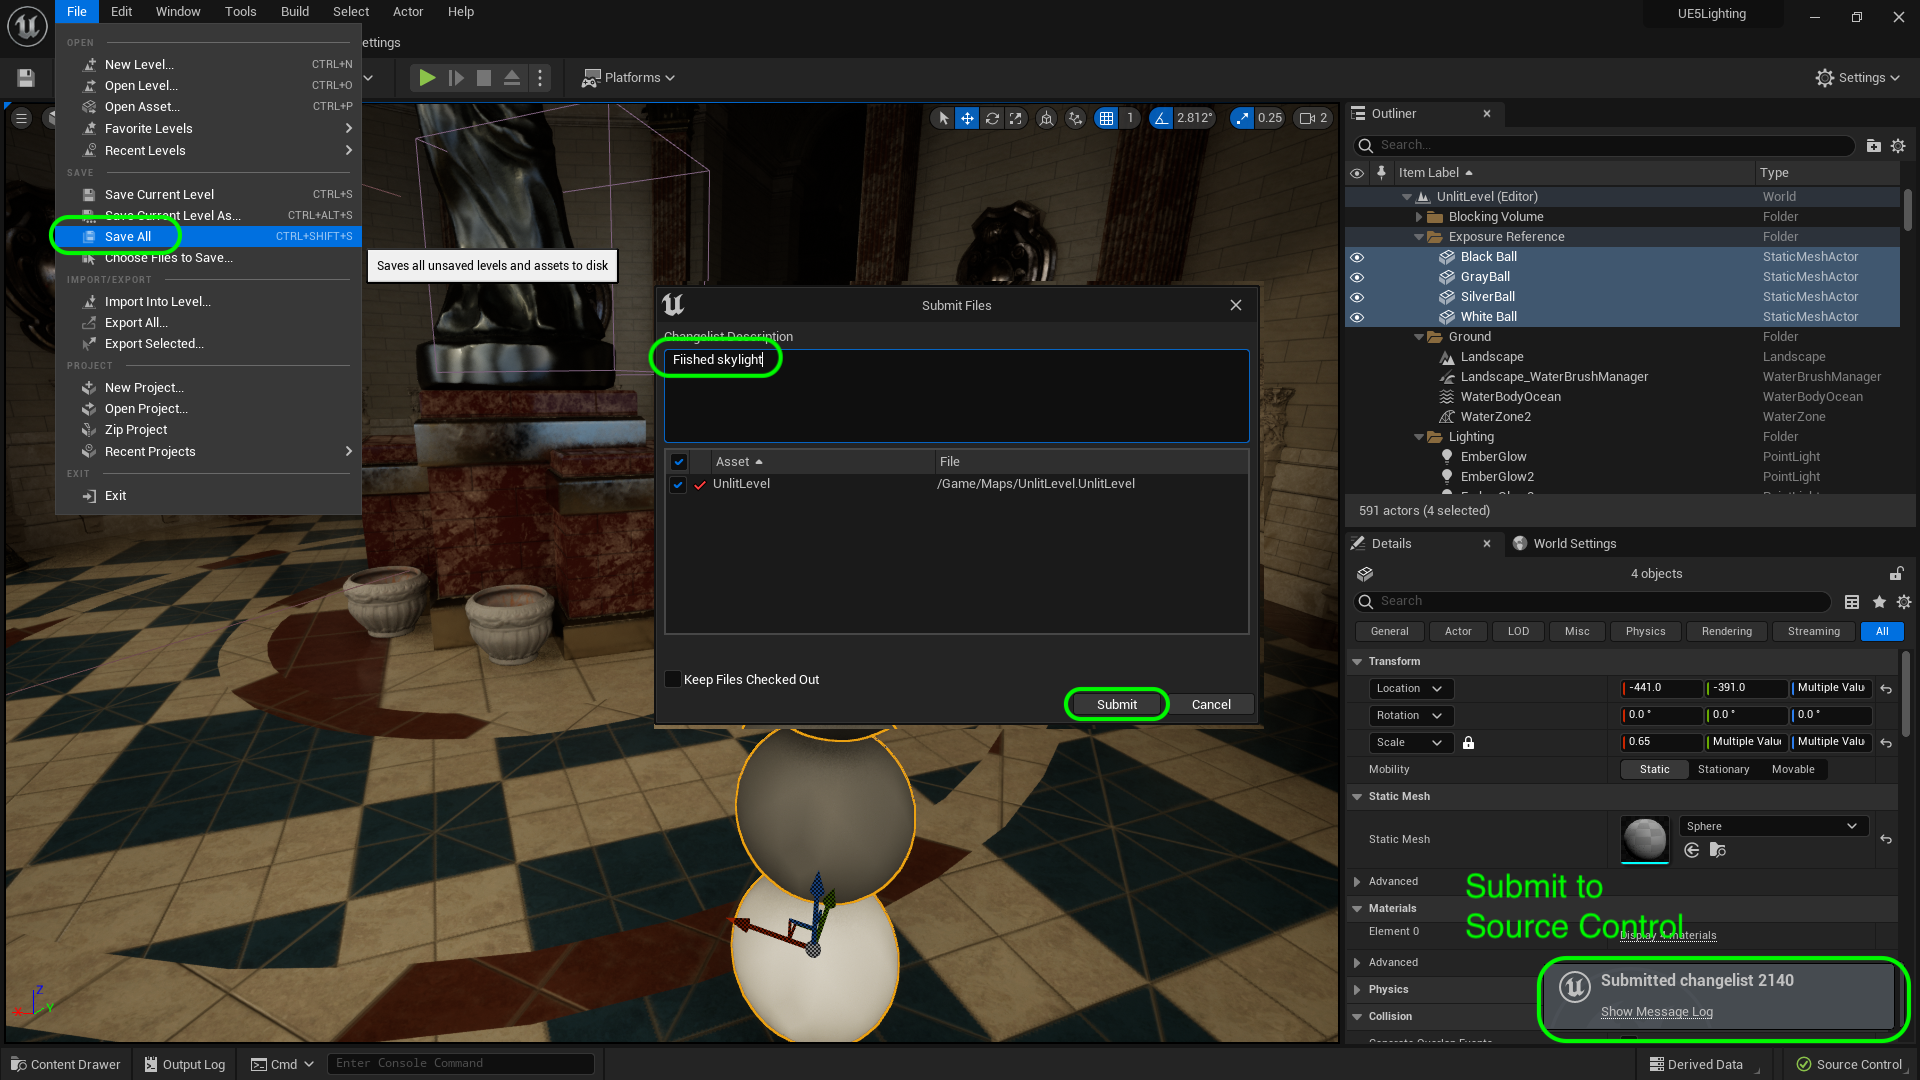 File Edit Window Tools Build Select Actor Help
UE5Lighting
OPEN
ettings
New Level... CTRL+N
Open Level... CTRL+O
Open Asset... CTRL+P
Favorite Levels
Recent Levels
SAVE
Save Current Level CTRL+S
Save Current Level As... CTRL+ALT+S
Save All CTRL+SHIFT+S
Choose Files to Save...
IMPORT/EXPORT
Import Into Level...
Export All...
Export Selected...
PROJECT
New Project...
Open Project...
Zip Project
Recent Projects
EXIT
Exit
Saves all unsaved levels and assets to disk
Platforms
Settings
1 2.812° 0.25 2
Submit Files
Changelist Description
Fiished skylight
Asset File
UnlitLevel /Game/Maps/UnlitLevel.UnlitLevel
Keep Files Checked Out
Submit Cancel
Outliner
Search...
Item Label Type
UnlitLevel (Editor) World
Blocking Volume Folder
Exposure Reference Folder
Black Ball StaticMeshActor
GrayBall StaticMeshActor
SilverBall StaticMeshActor
White Ball StaticMeshActor
Ground Folder
Landscape Landscape
Landscape_WaterBrushManager WaterBrushManager
WaterBodyOcean WaterBodyOcean
WaterZone2 WaterZone
Lighting Folder
EmberGlow PointLight
EmberGlow2 PointLight
591 actors (4 selected)
Details World Settings
4 objects
Search
General Actor LOD Misc Physics Rendering Streaming All
Transform
Location -441.0 -391.0 Multiple Valu
Rotation 0.0 ° 0.0 ° 0.0 °
Scale 0.65 Multiple Valu Multiple Valu
Mobility Static Stationary Movable
Static Mesh
Static Mesh Sphere
Advanced
Submit to
Source Control
Materials
Element 0 Display 4 materials
Advanced
Physics
Collision
Submitted changelist 2140
Show Message Log
Generate Overlap Events
Z
Y
Content Drawer Output Log Cmd Enter Console Command
Derived Data Source Control